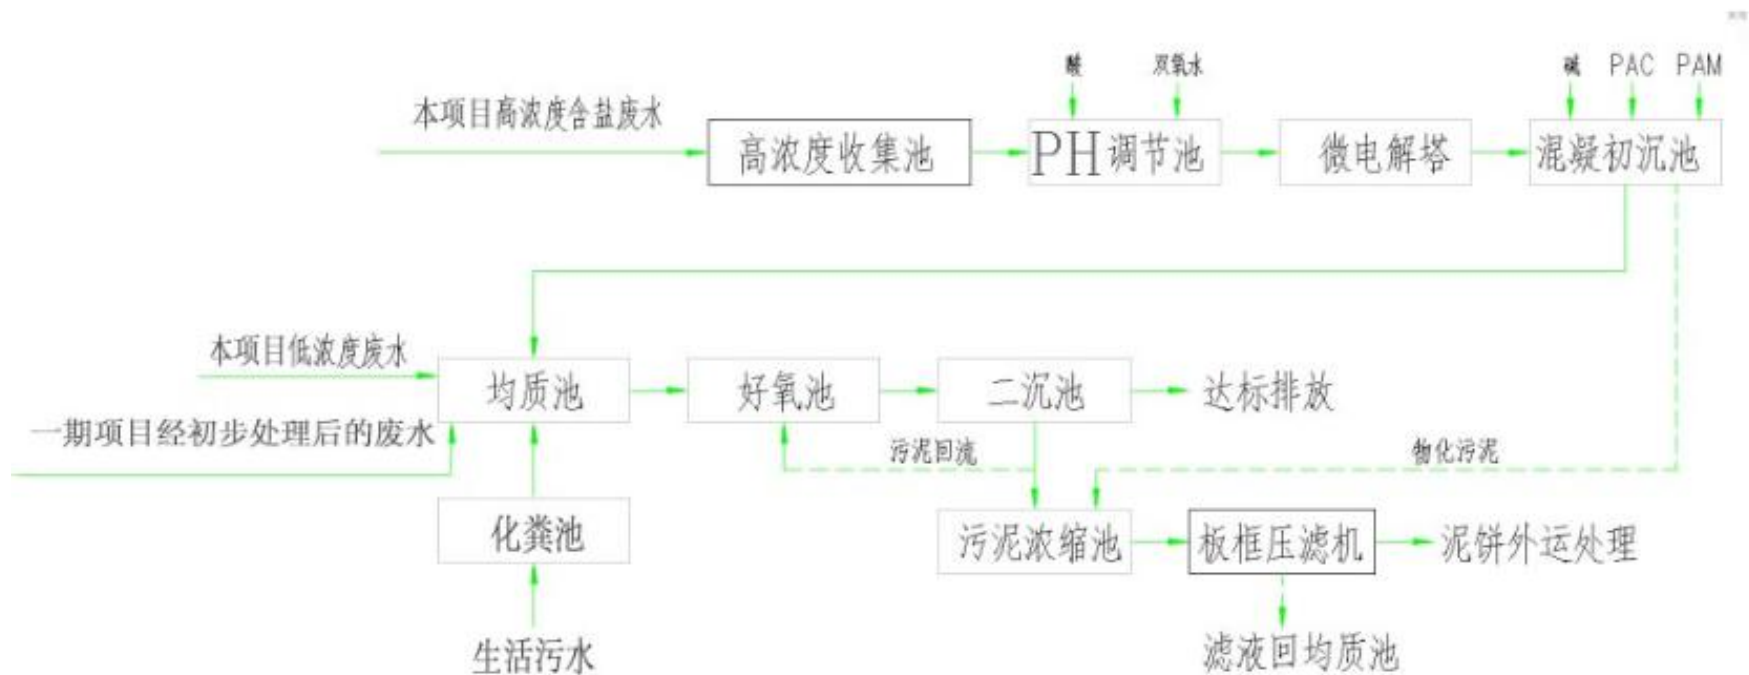 酸 双氧水 碱 PAC PAM
本项目高浓度含盐废水
高浓度收集池 PH调节池 微电解塔 混凝初沉池
本项目低浓度废水
均质池 好氧池 二沉池 达标排放
一期项目经初步处理后的废水
污泥回流 物化污泥
化粪池 污泥浓缩池 板框压滤机 泥饼外运处理
生活污水 滤液回均质池